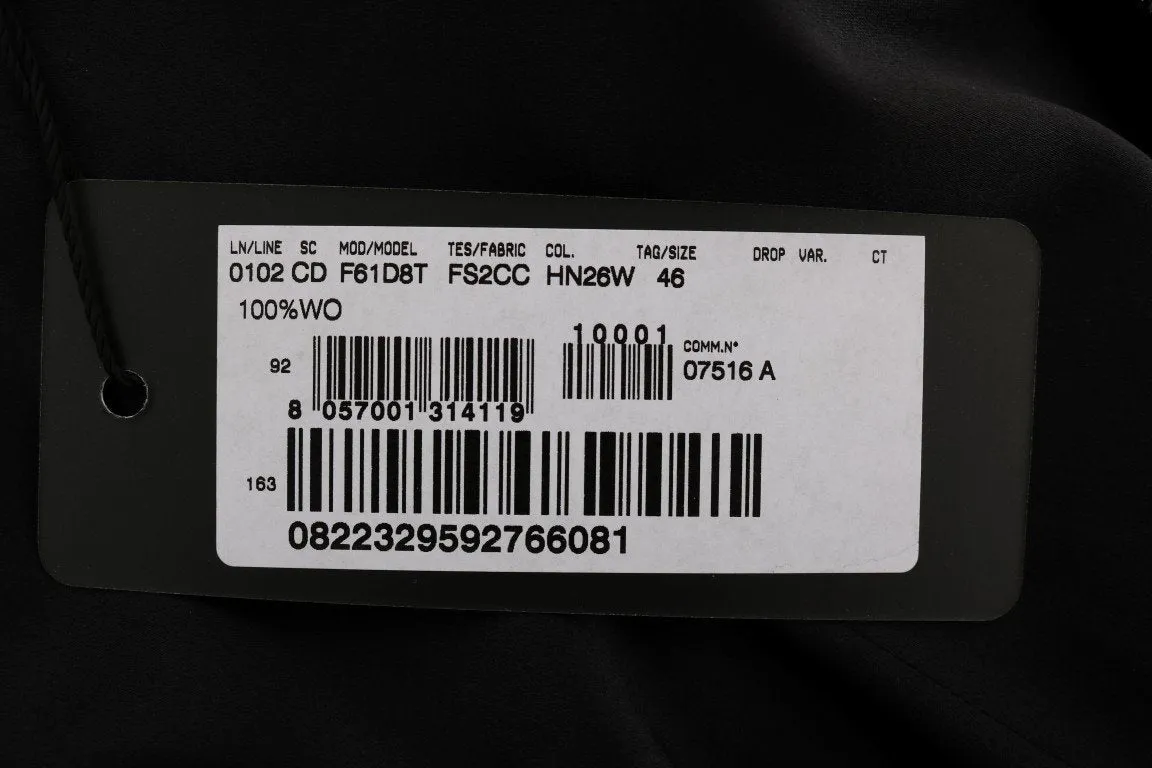 LN/LINE SC MOD/MODEL TES/FABRIC COL. TAG/SIZE DROP VAR. CT
0102 CD F61D8T FS2CC HN26W 46
100%WO
10001
92 COMM.N° 07516 A
8 057001 314119
163
0822329592766081